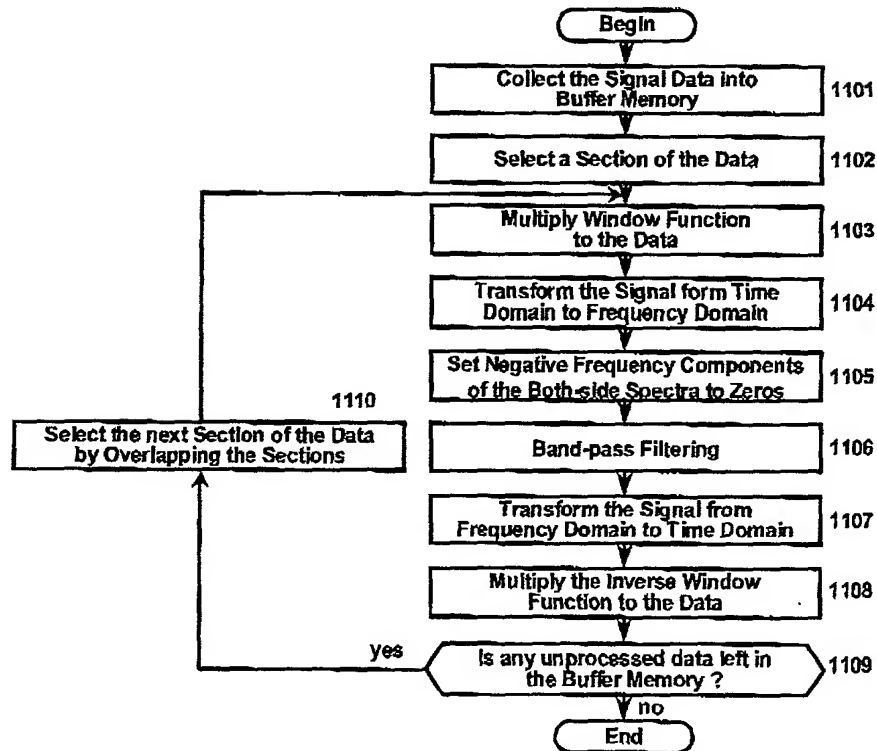 Begin
Collect the Signal Data into
Buffer Memory
1101
Select a Section of the Data
1102
Multiply Window Function
to the Data
1103
Transform the Signal form Time
Domain to Frequency Domain
1104
Set Negative Frequency Components
of the Both-side Spectra to Zeros
1105
1110
Select the next Section of the Data
by Overlapping the Sections
Band-pass Filtering
1106
Transform the Signal from
Frequency Domain to Time Domain
1107
Multiply the Inverse Window
Function to the Data
1108
yes
Is any unprocessed data left in
the Buffer Memory ?
1109
no
End